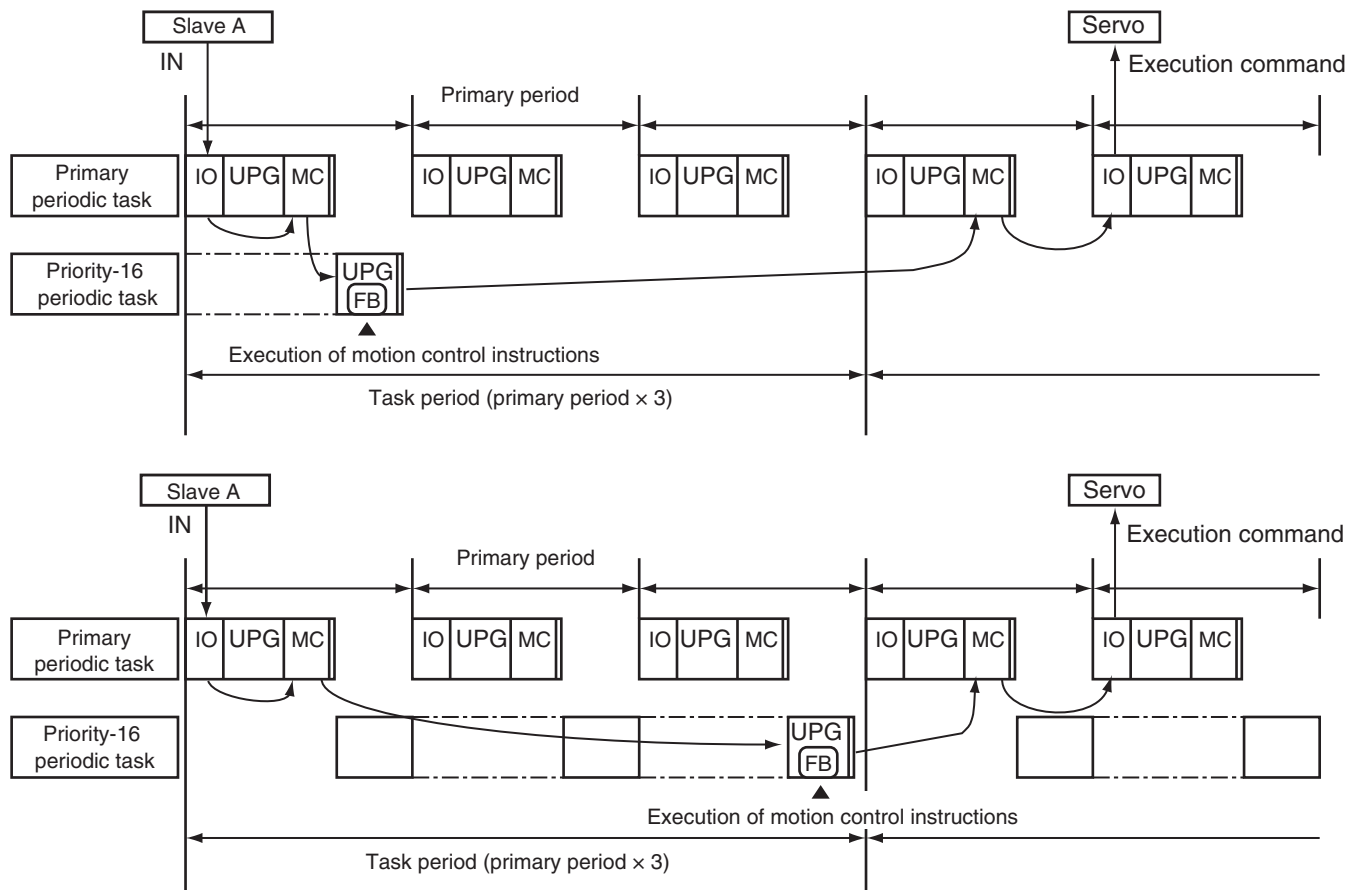 Slave A
Servo
IN
Execution command
Primary period
Primary
periodic task
IO UPG MC
IO UPG MC
IO UPG MC
IO UPG MC
IO UPG MC
Priority-16
periodic task
UPG
FB
Execution of motion control instructions
Task period (primary period × 3)
Slave A
Servo
IN
Execution command
Primary period
Primary
periodic task
IO UPG MC
IO UPG MC
IO UPG MC
IO UPG MC
IO UPG MC
Priority-16
periodic task
UPG
FB
Execution of motion control instructions
Task period (primary period × 3)